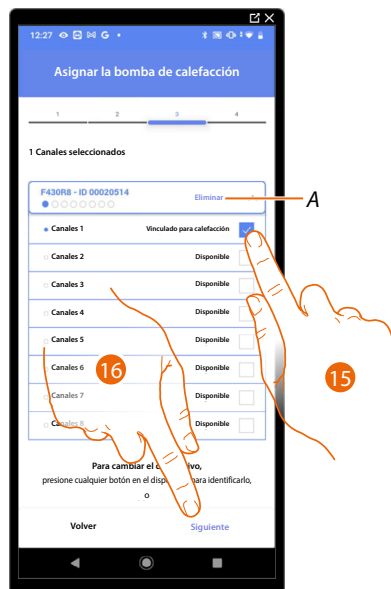 12:27
Asignar la bomba de calefacción
1 2 3 4
1 Canales seleccionados
F430R8 - ID 00020514
Eliminar
A
Canales 1 Vinculado para calefacción
Canales 2 Disponible
Canales 3 Disponible
Canales 4 Disponible
Canales 5 Disponible
Canales 6 Disponible
Canales 7 Disponible
Canales 8 Disponible
16
15
Para cambiar el
presione cualquier botón en el para identificarlo,
o
Volver Siguiente